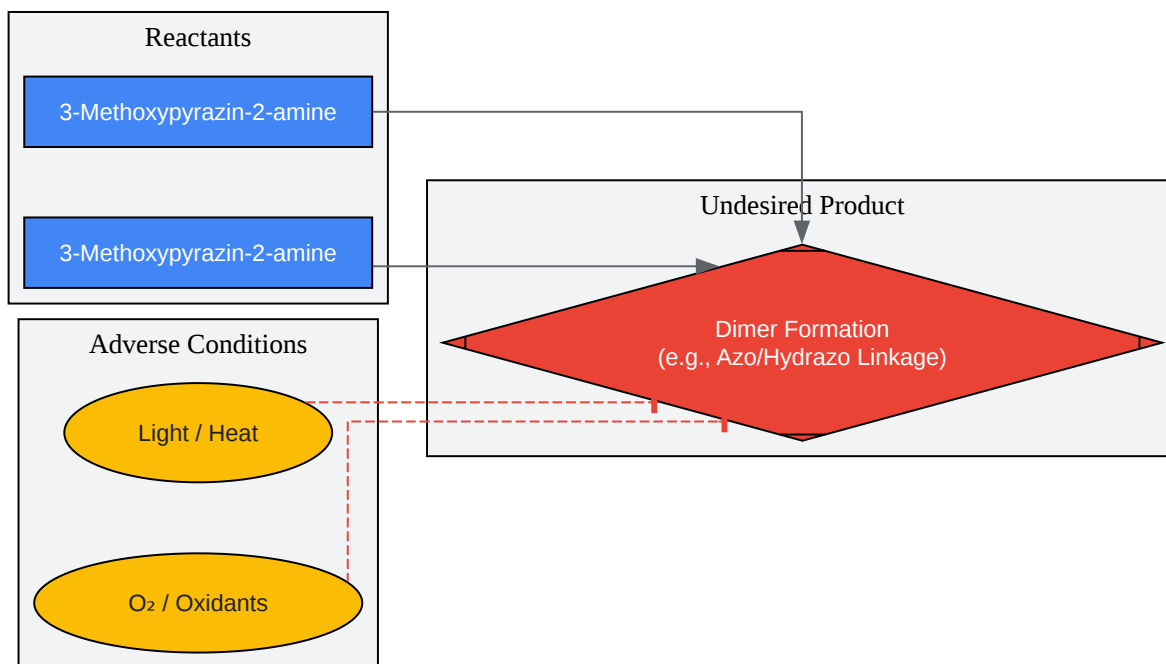 Reactants
3-Methoxypyrazin-2-amine
3-Methoxypyrazin-2-amine
Undesired Product
Dimer Formation
(e.g., Azo/Hydrazo Linkage)
Adverse Conditions
Light / Heat
O₂ / Oxidants